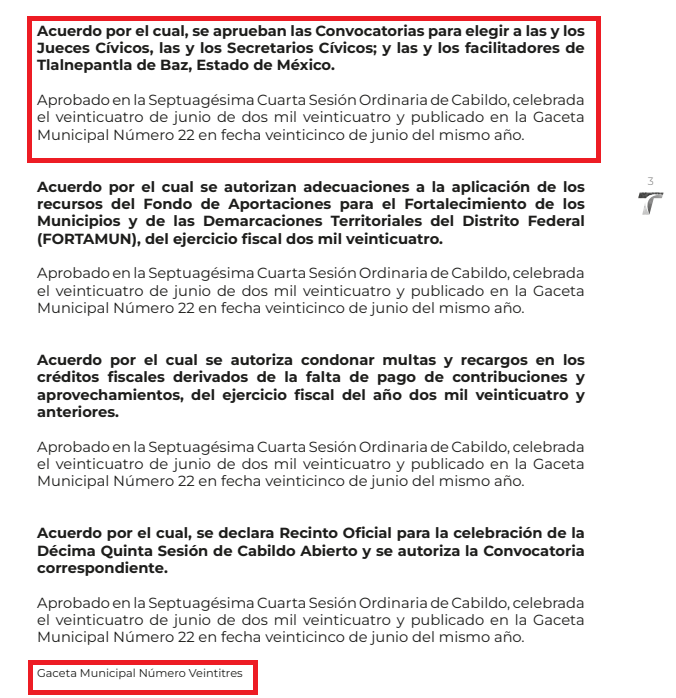 Acuerdo por el cual, se aprueban las Convocatorias para elegir a las y los
Jueces Cívicos, las y los Secretarios Cívicos; y las y los facilitadores de
Tlalnepantla de Baz, Estado de México.
Aprobado en la Septuagésima Cuarta Sesión Ordinaria de Cabildo, celebrada
el veinticuatro de junio de dos mil veinticuatro y publicado en la Gaceta
Municipal Número 22 en fecha veinticinco de junio del mismo año.
3
Acuerdo por el cual se autorizan adecuaciones a la aplicación de los
recursos del Fondo de Aportaciones para el Fortalecimiento de los
Municipios y de las Demarcaciones Territoriales del Distrito Federal
(FORTAMUN), del ejercicio fiscal dos mil veinticuatro.
Aprobado en la Septuagésima Cuarta Sesión Ordinaria de Cabildo, celebrada
el veinticuatro de junio de dos mil veinticuatro y publicado en la Gaceta
Municipal Número 22 en fecha veinticinco de junio del mismo año.
Acuerdo por el cual se autoriza condonar multas y recargos en los
créditos fiscales derivados de la falta de pago de contribuciones y
aprovechamientos, del ejercicio fiscal del año dos mil veinticuatro y
anteriores.
Aprobado en la Septuagésima Cuarta Sesión Ordinaria de Cabildo, celebrada
el veinticuatro de junio de dos mil veinticuatro y publicado en la Gaceta
Municipal Número 22 en fecha veinticinco de junio del mismo año.
Acuerdo por el cual, se declara Recinto Oficial para la celebración de la
Décima Quinta Sesión de Cabildo Abierto y se autoriza la Convocatoria
correspondiente.
Aprobado en la Septuagésima Cuarta Sesión Ordinaria de Cabildo, celebrada
el veinticuatro de junio de dos mil veinticuatro y publicado en la Gaceta
Municipal Número 22 en fecha veinticinco de junio del mismo año.
Gaceta Municipal Número Veintitres